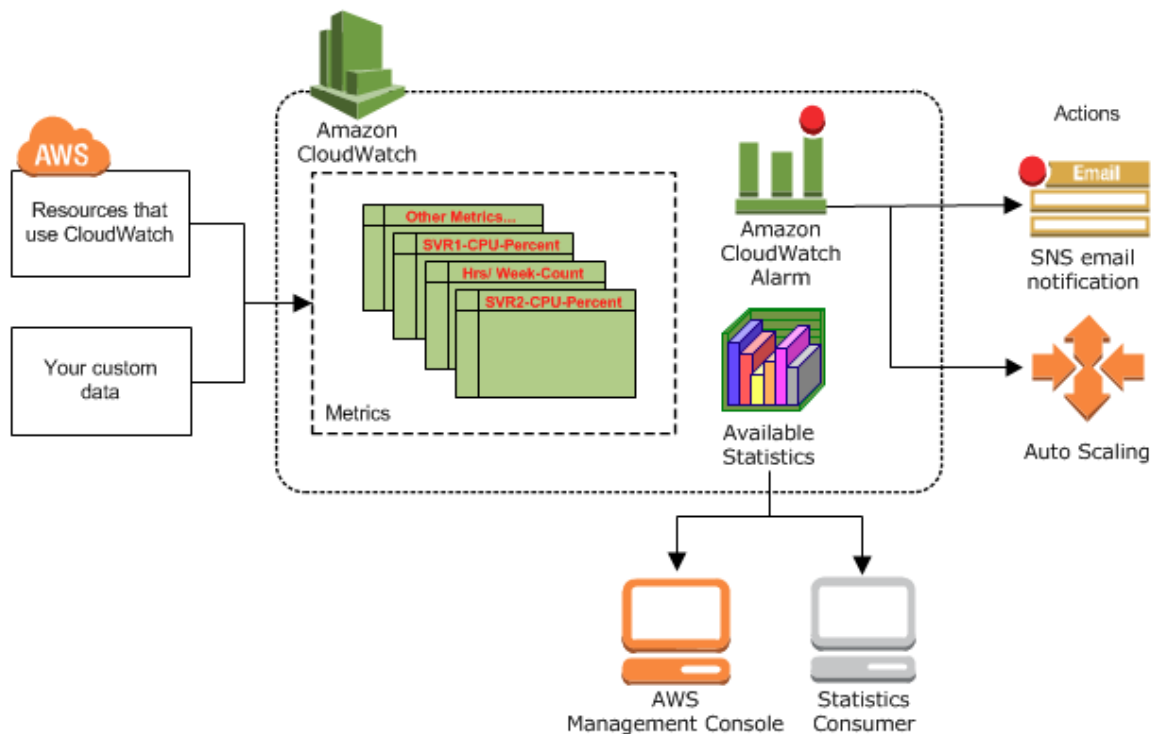 Amazon
CloudWatch
AWS
Resources that
use CloudWatch
Your custom
data
Other Metrics...
SVR1-CPU-Percent
Hrs/ Week-Count
SVR2-CPU-Percent
Metrics
Amazon
CloudWatch
Alarm
Available
Statistics
Actions
Email
SNS email
notification
Auto Scaling
AWS
Management Console
Statistics
Consumer